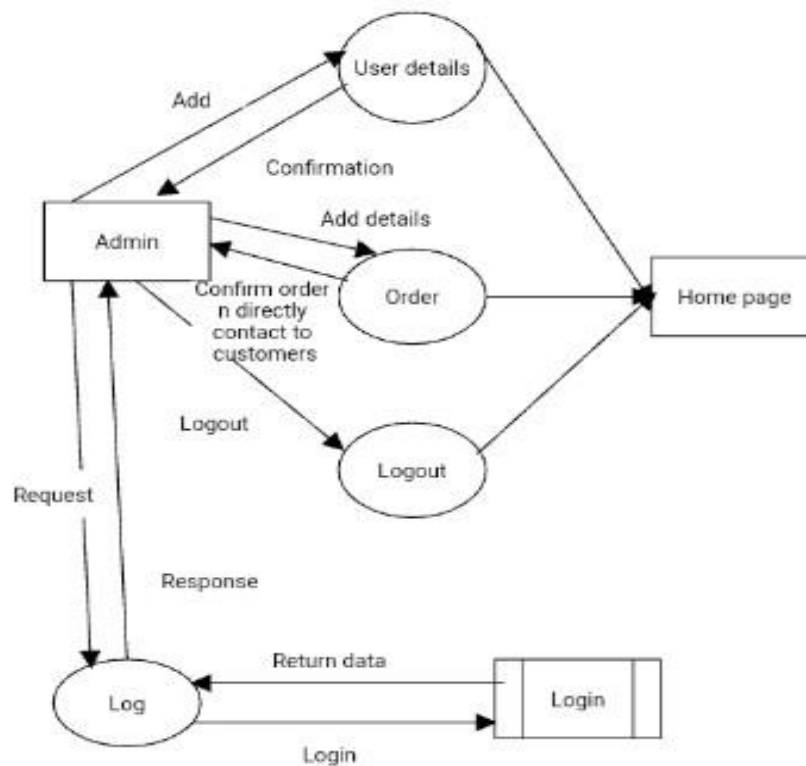 User details
Add
Confirmation
Add details
Admin
Confirm order
n directly
contact to
customers
Order
Home page
Logout
Logout
Request
Response
Return data
Log
Login
Login